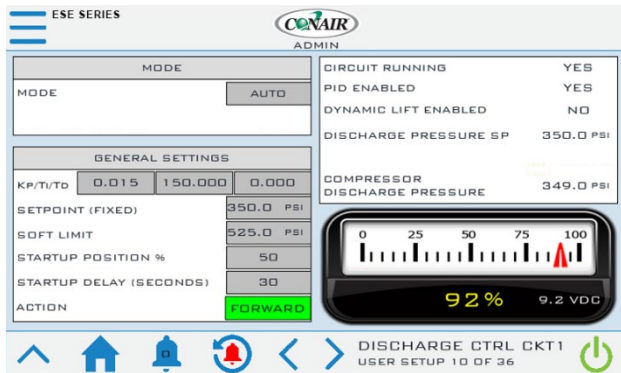 ESE SERIES
CONAIR
ADMIN
MODE
MODE AUTO
GENERAL SETTINGS
KP/TI/TD 0.015 150.000 0.000
SETPOINT (FIXED) 350.0 PSI
SOFT LIMIT 525.0 PSI
STARTUP POSITION % 50
STARTUP DELAY (SECONDS) 30
ACTION FORWARD
CIRCUIT RUNNING YES
PID ENABLED YES
DYNAMIC LIFT ENABLED NO
DISCHARGE PRESSURE SP 350.0 PSI
COMPRESSOR
DISCHARGE PRESSURE 349.0 PSI
0 25 50 75 100
92% 9.2 VDC
0
DISCHARGE CTRL CKT1
USER SETUP 10 OF 36